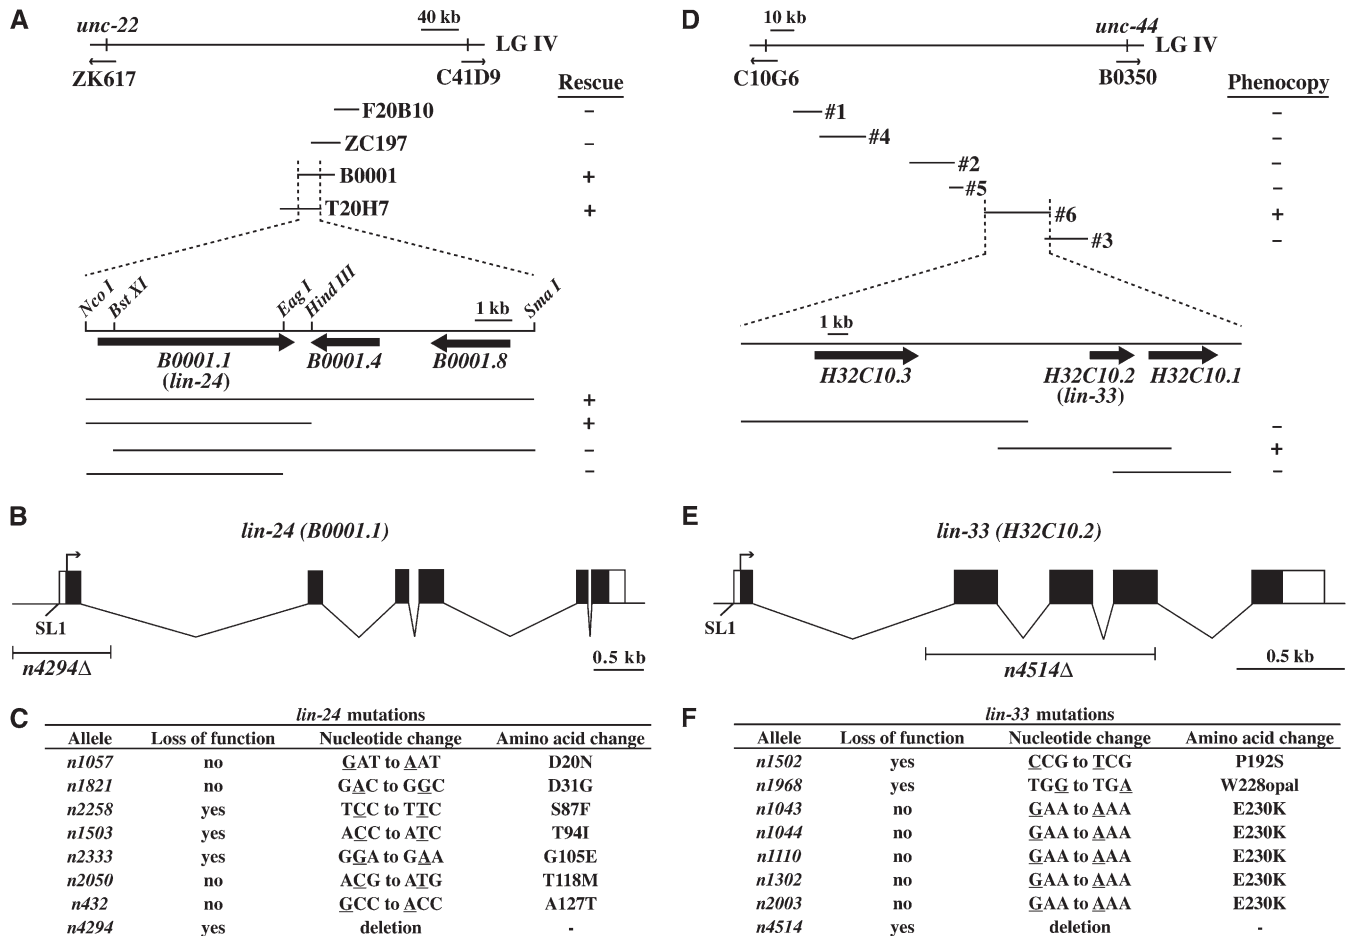 A
unc-22
40 kb
LG IV
ZK617
C41D9
Rescue
F20B10 –
ZC197 –
B0001 +
T20H7 +
Nco I
Bst XI
Eag I
Hind III
Sma I
1 kb
B0001.1
(lin-24)
B0001.4
B0001.8
+
+
–
–
D
10 kb
unc-44
LG IV
C10G6
B0350
Phenocopy
#1 –
#4 –
#2 –
#5 –
#6 +
#3 –
1 kb
H32C10.3
H32C10.2
(lin-33)
H32C10.1
–
+
–
B
lin-24 (B0001.1)
SL1
n4294Δ
0.5 kb
E
lin-33 (H32C10.2)
SL1
n4514Δ
0.5 kb
C
lin-24 mutations
Allele Loss of function Nucleotide change Amino acid change
n1057 no GAT to AAT D20N
n1821 no GAC to GGC D31G
n2258 yes TCC to TTC S87F
n1503 yes ACC to ATC T94I
n2333 yes GGA to GAA G105E
n2050 no ACG to ATG T118M
n432 no GCC to ACC A127T
n4294 yes deletion -
F
lin-33 mutations
Allele Loss of function Nucleotide change Amino acid change
n1502 yes CCG to TCG P192S
n1968 yes TGG to TGA W228opal
n1043 no GAA to AAA E230K
n1044 no GAA to AAA E230K
n1110 no GAA to AAA E230K
n1302 no GAA to AAA E230K
n2003 no GAA to AAA E230K
n4514 yes deletion -